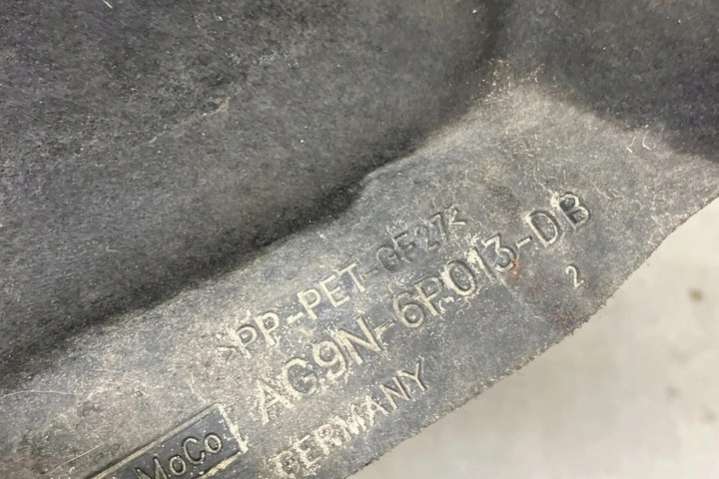 >PP-PET-GF27<
AG9N-6P013-DB
2
GERMANY
MoCo